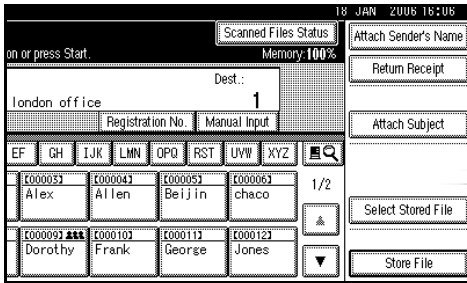 18 JAN 2006 16:06
Scanned Files Status
Attach Sender's Name
on or press Start.
Memory:100%
Return Receipt
Dest.:
london office
1
Registration No.
Manual Input
Attach Subject
EF GH IJK LMN OPQ RST UVW XYZ
[00003] [00004] [00005] [00006]
Alex Allen Beijin chaco
1/2
Select Stored File
[00009] [00010] [00011] [00012]
Dorothy Frank George Jones
Store File